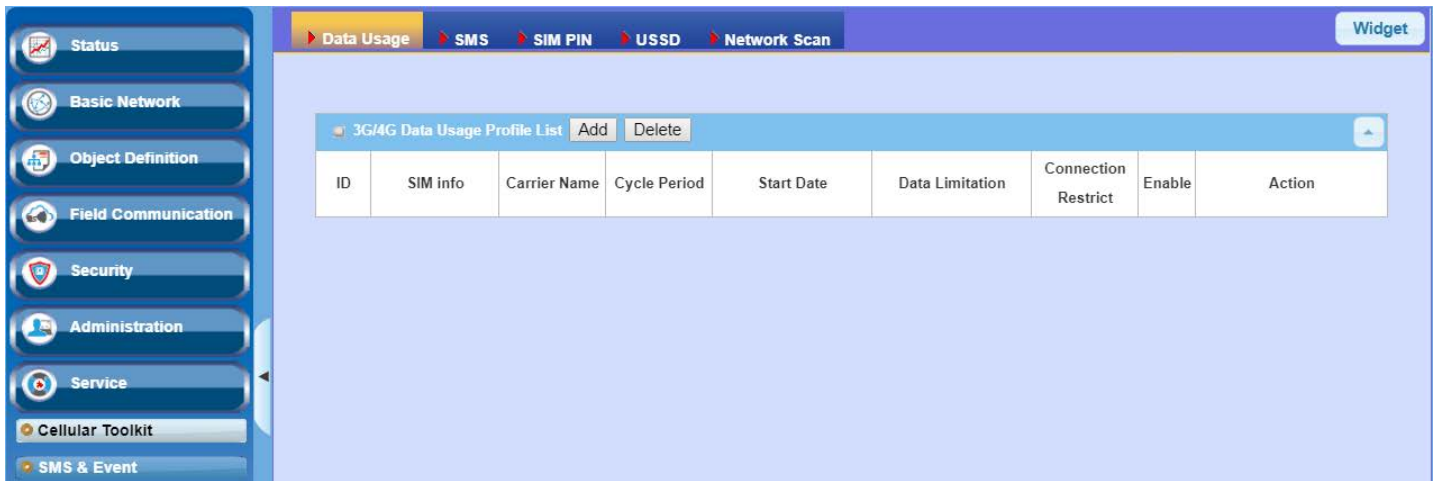 Status
Basic Network
Object Definition
Field Communication
Security
Administration
Service
Cellular Toolkit
SMS & Event
Data Usage SMS SIM PIN USSD Network Scan
Widget
3G/4G Data Usage Profile List Add Delete
ID SIM info Carrier Name Cycle Period Start Date Data Limitation Connection Restrict Enable Action